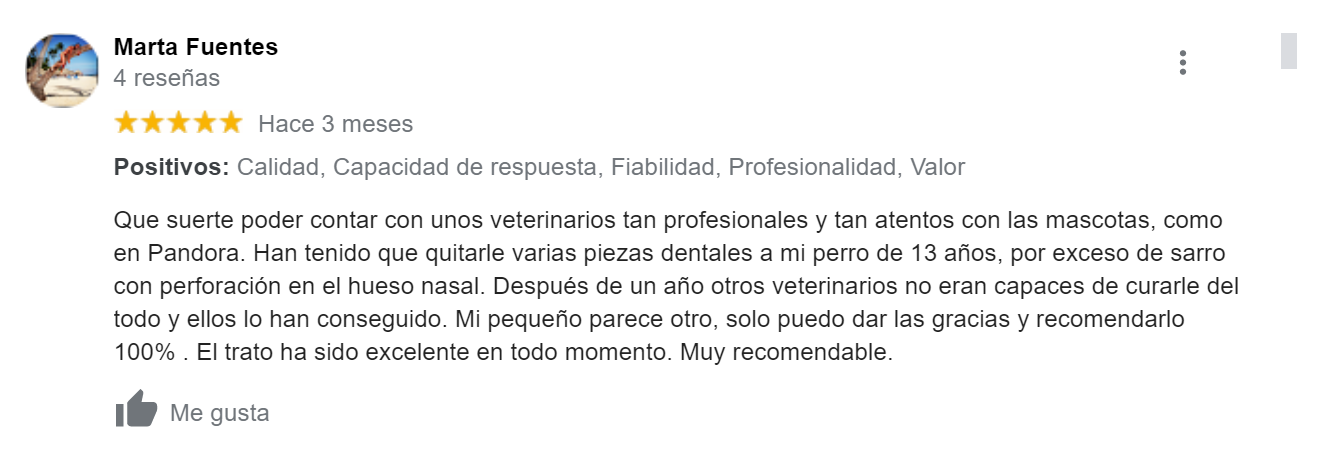 Marta Fuentes
4 reseñas
Hace 3 meses
Positivos: Calidad, Capacidad de respuesta, Fiabilidad, Profesionalidad, Valor
Que suerte poder contar con unos veterinarios tan profesionales y tan atentos con las mascotas, como
en Pandora. Han tenido que quitarle varias piezas dentales a mi perro de 13 años, por exceso de sarro
con perforación en el hueso nasal. Después de un año otros veterinarios no eran capaces de curarle del
todo y ellos lo han conseguido. Mi pequeño parece otro, solo puedo dar las gracias y recomendarlo
100% . El trato ha sido excelente en todo momento. Muy recomendable.
Me gusta